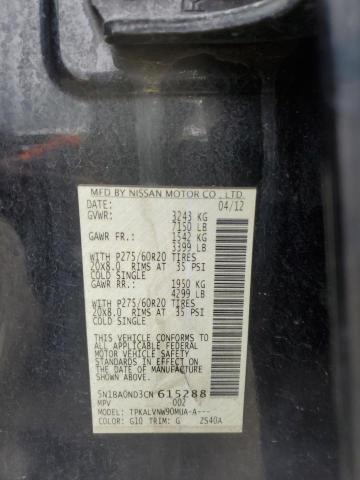 MFD BY NISSAN MOTOR CO., LTD.
DATE: 04/12
GVWR: 3243 KG
7150 LB
GAWR FR.: 1542 KG
3399 LB
WITH P275/60R20 TIRES
20X8.0 RIMS AT 35 PSI
COLD SINGLE
GAWR RR.: 1950 KG
4299 LB
WITH P275/60R20 TIRES
20X8.0 RIMS AT 35 PSI
COLD SINGLE
THIS VEHICLE CONFORMS TO
ALL APPLICABLE FEDERAL
MOTOR VEHICLE SAFETY
STANDARDS IN EFFECT ON THE
DATE OF MANUFACTURE SHOWN
ABOVE
5N1BA0ND3CN 615288
MPV 002
MODEL: TPKALVNW90MUA-A---
COLOR: G10 TRIM: G ZS40A